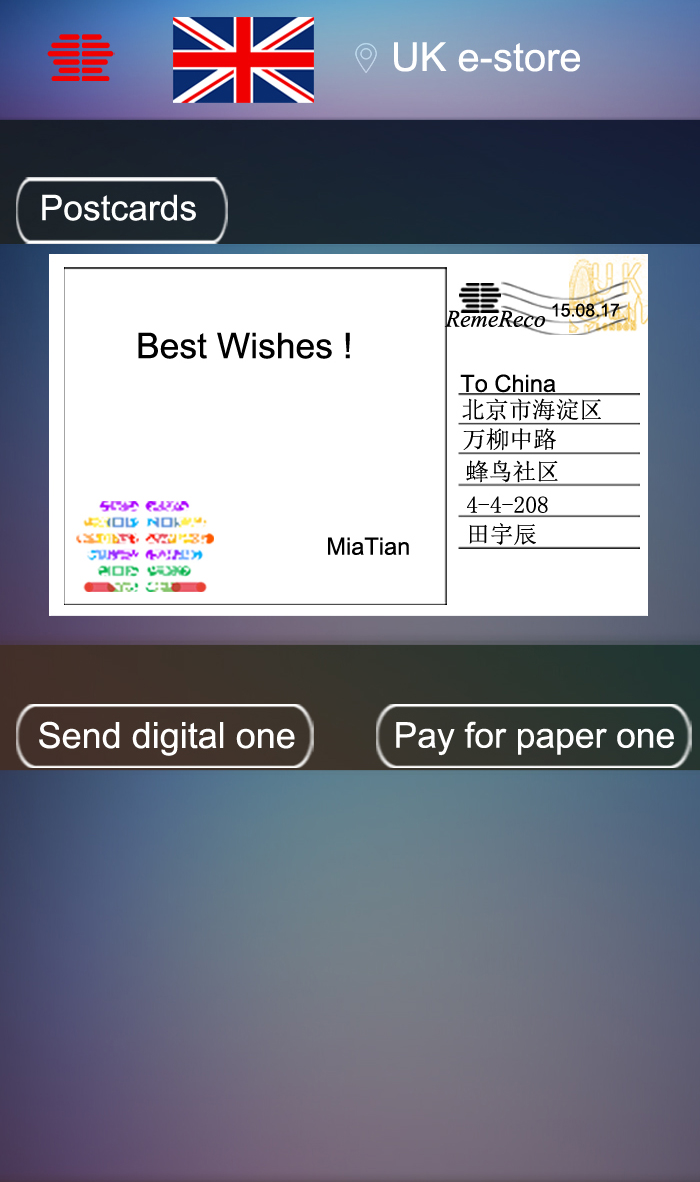 UK e-store
Postcards
Best Wishes !
MiaTian
RemeReco
15.08.17
To China
北京市海淀区
万柳中路
蜂鸟社区
4-4-208
田宇辰
Send digital one
Pay for paper one